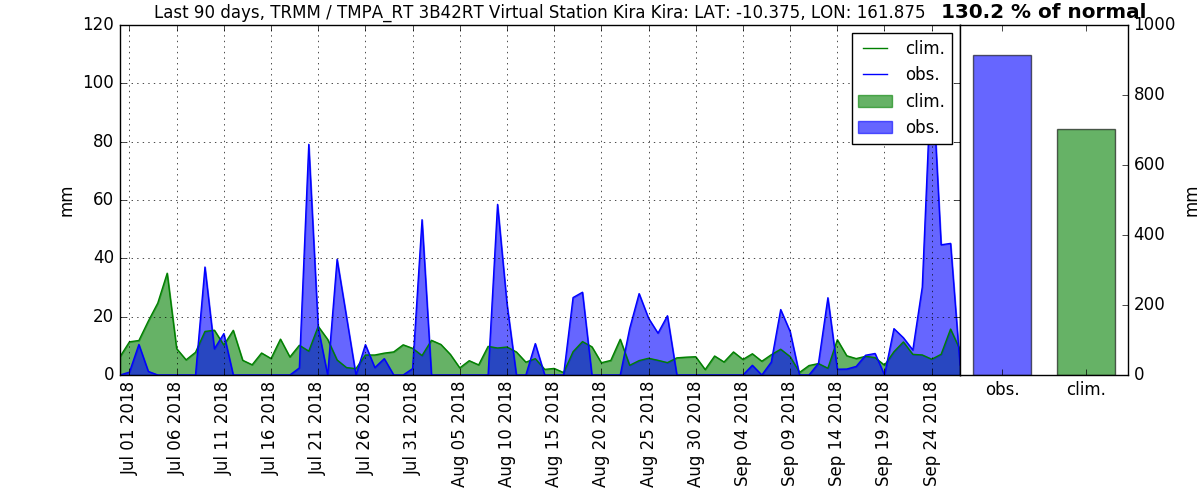 Last 90 days, TRMM / TMPA_RT 3B42RT Virtual Station Kira Kira: LAT: -10.375, LON: 161.875 130.2 % of normal
120
100
80
60
40
20
0
mm
clim.
obs.
clim.
obs.
1000
800
600
400
200
0
mm
obs.
clim.
Jul 01 2018
Jul 06 2018
Jul 11 2018
Jul 16 2018
Jul 21 2018
Jul 26 2018
Jul 31 2018
Aug 05 2018
Aug 10 2018
Aug 15 2018
Aug 20 2018
Aug 25 2018
Aug 30 2018
Sep 04 2018
Sep 09 2018
Sep 14 2018
Sep 19 2018
Sep 24 2018